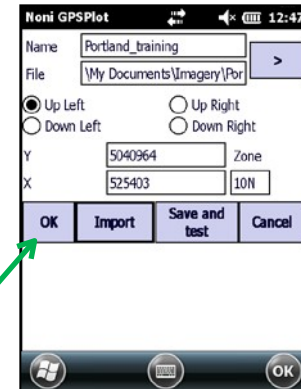 Noni GPSPlot 12:47
Name Portland_training
File \My Documents\Imagery\Por >
Up Left Up Right
Down Left Down Right
Y 5040964 Zone
X 525403 10N
OK Import Save and test Cancel
OK